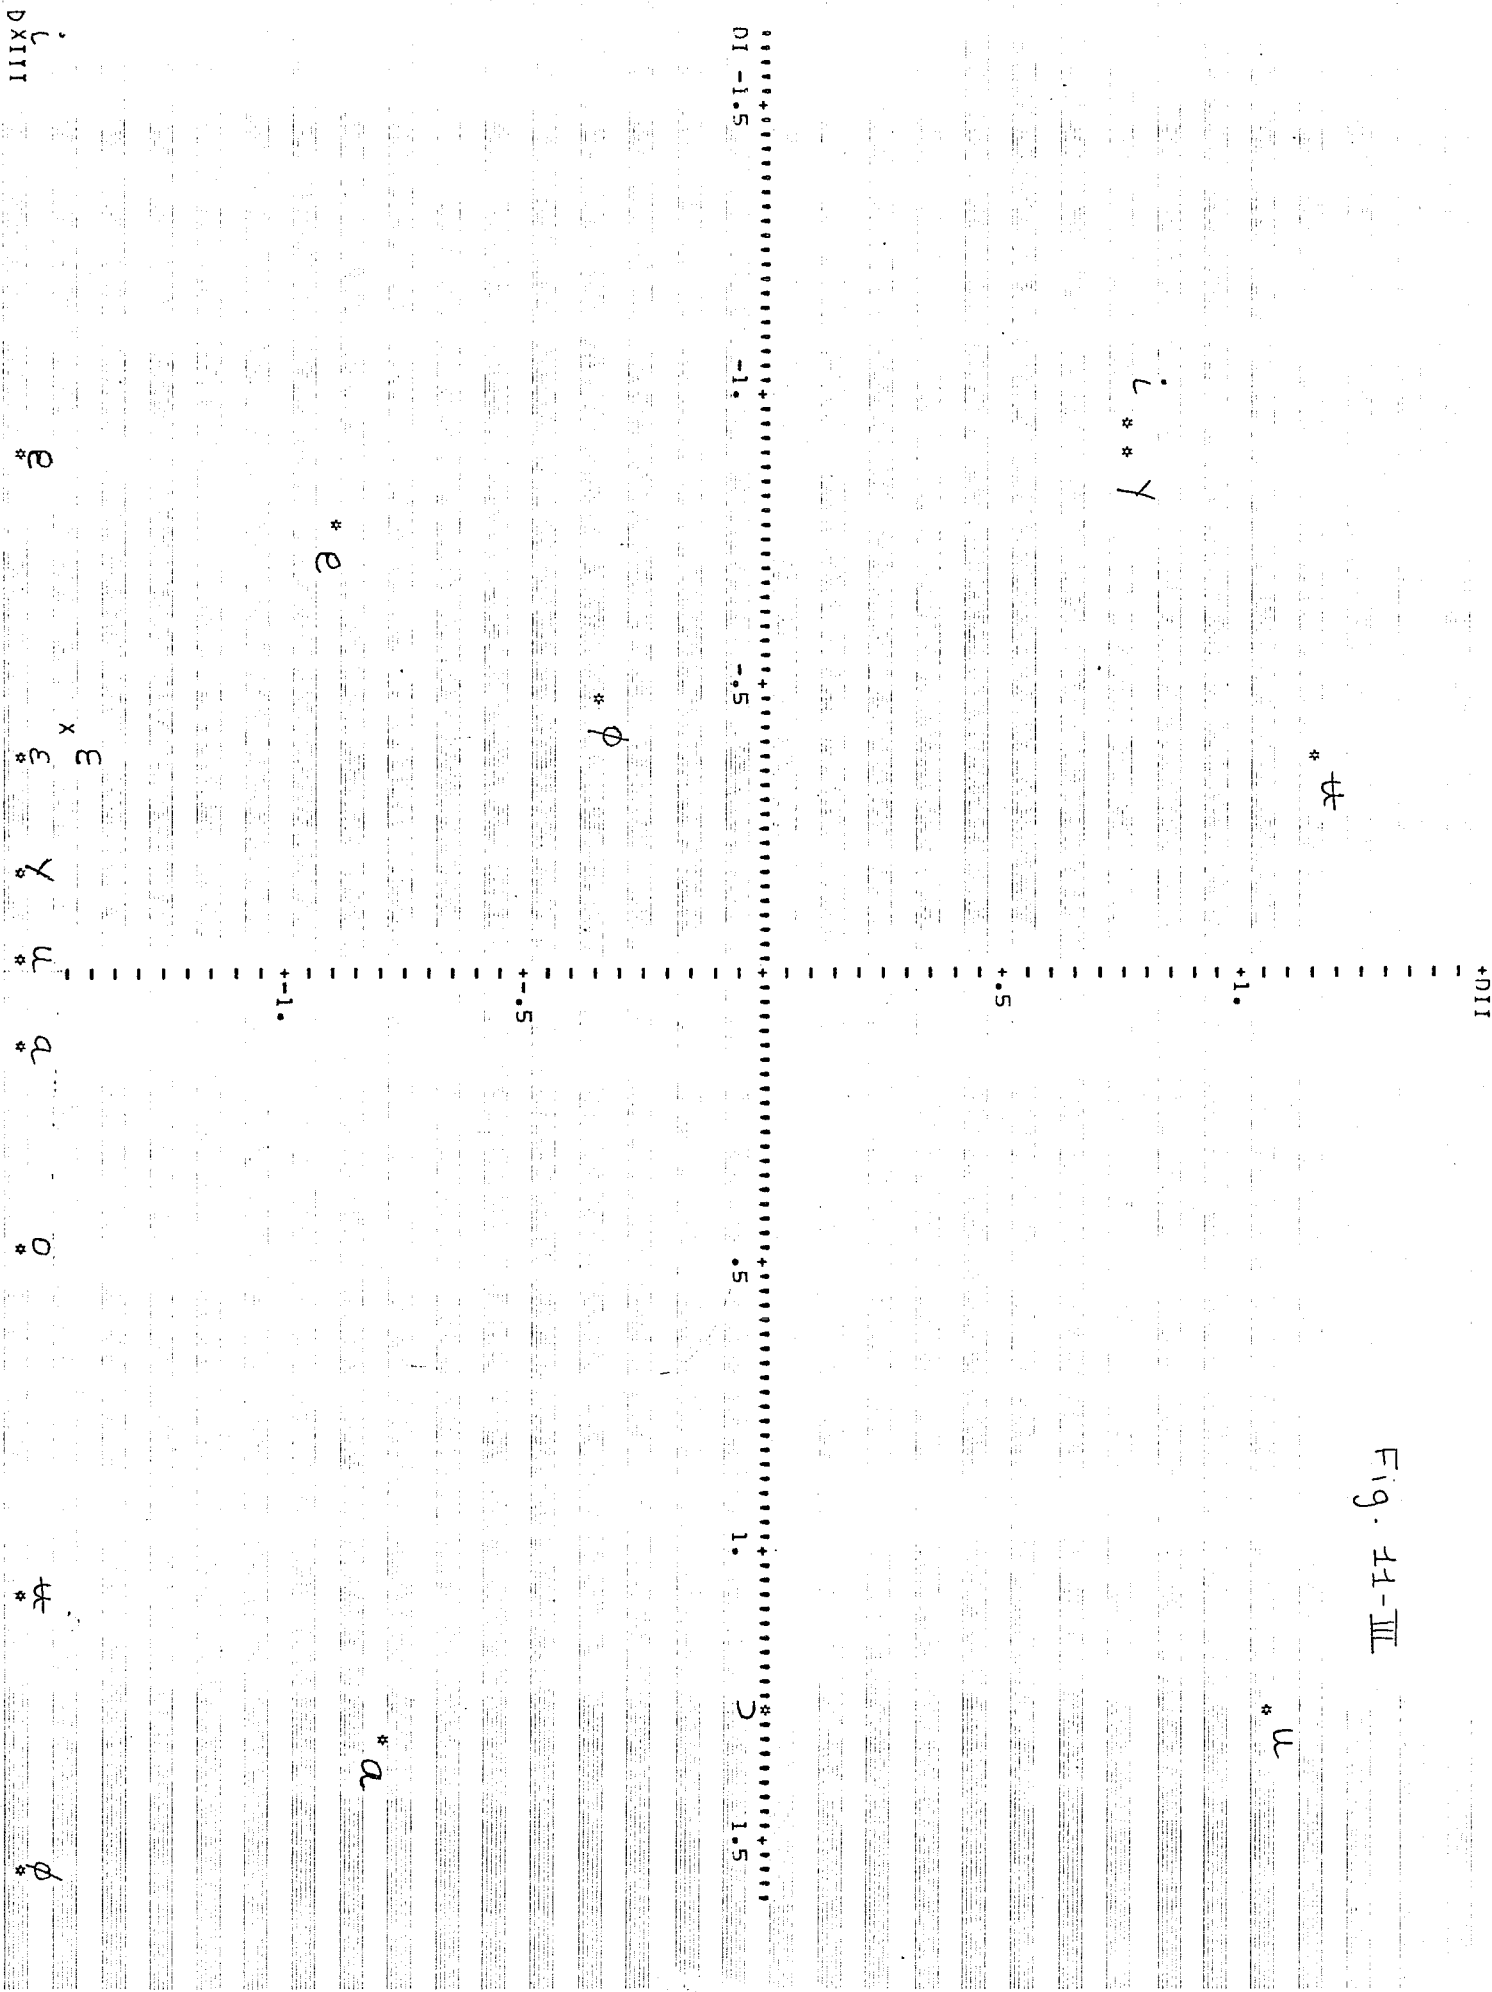 +DII
Fig. 11-III
* ʉ
* u
+1.
i * * y
+.5
DI -1.5 -1. -.5 .5 1. ɔ 1.5
* ø
+-.5
* a
* e
+-1.
x ɛ
i e ɛ y u a o ʉ ø
DXIII * * * * * * * *